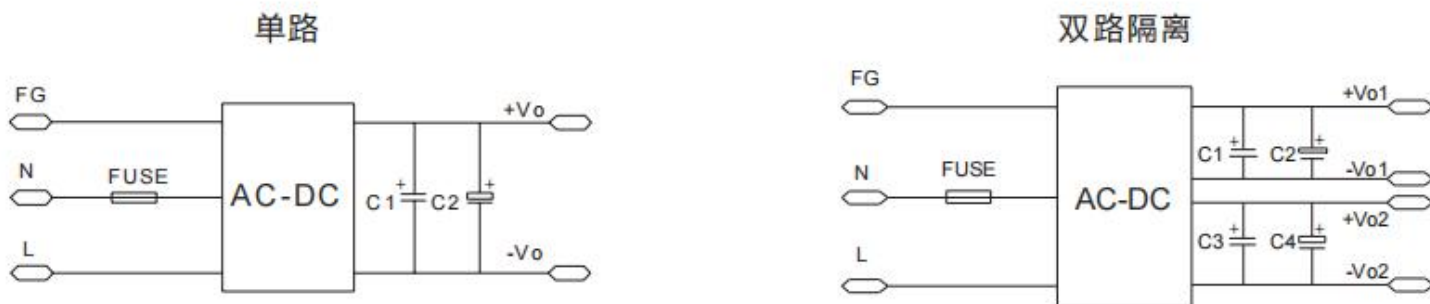 单路
FG
+Vo
N
FUSE
AC-DC
C1
+
C2
+
L
-Vo
双路隔离
FG
+Vo1
C1
+
C2
+
N
FUSE
-Vo1
AC-DC
+Vo2
C3
+
C4
+
L
-Vo2